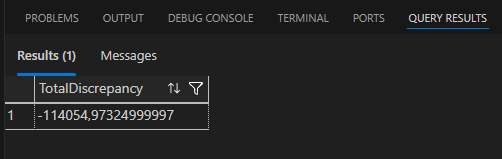 PROBLEMS OUTPUT DEBUG CONSOLE TERMINAL PORTS QUERY RESULTS
Results (1) Messages
TotalDiscrepancy
1 -114054,97324999997